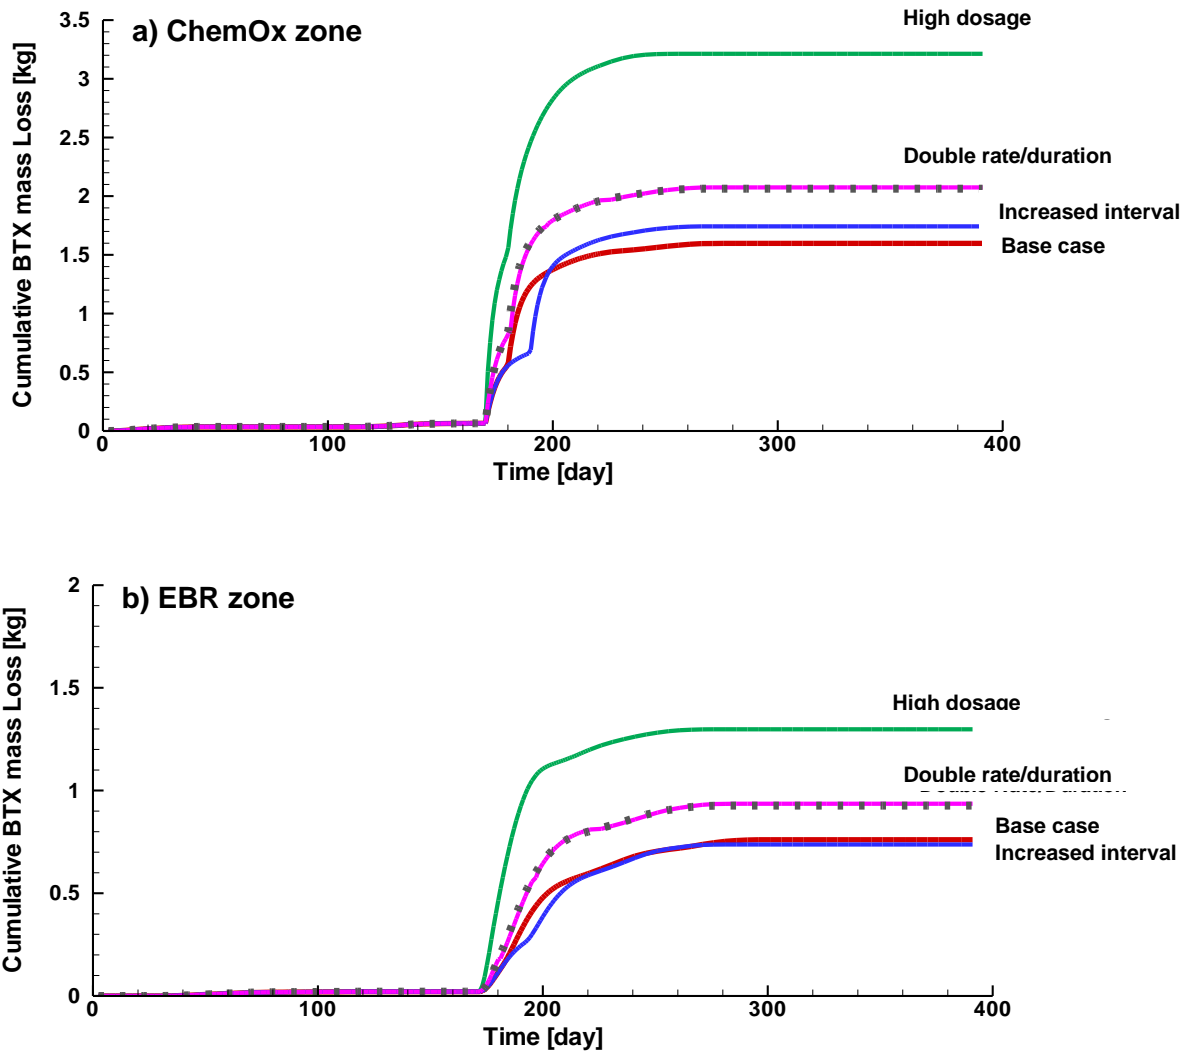 a) ChemOx zone
High dosage
Double rate/duration
Increased interval
Base case
Cumulative BTX mass Loss [kg]
3.5
3
2.5
2
1.5
1
0.5
0
0 100 200 300 400
Time [day]
b) EBR zone
High dosage
Double rate/duration
Base case
Increased interval
Cumulative BTX mass Loss [kg]
2
1.5
1
0.5
0
0 100 200 300 400
Time [day]